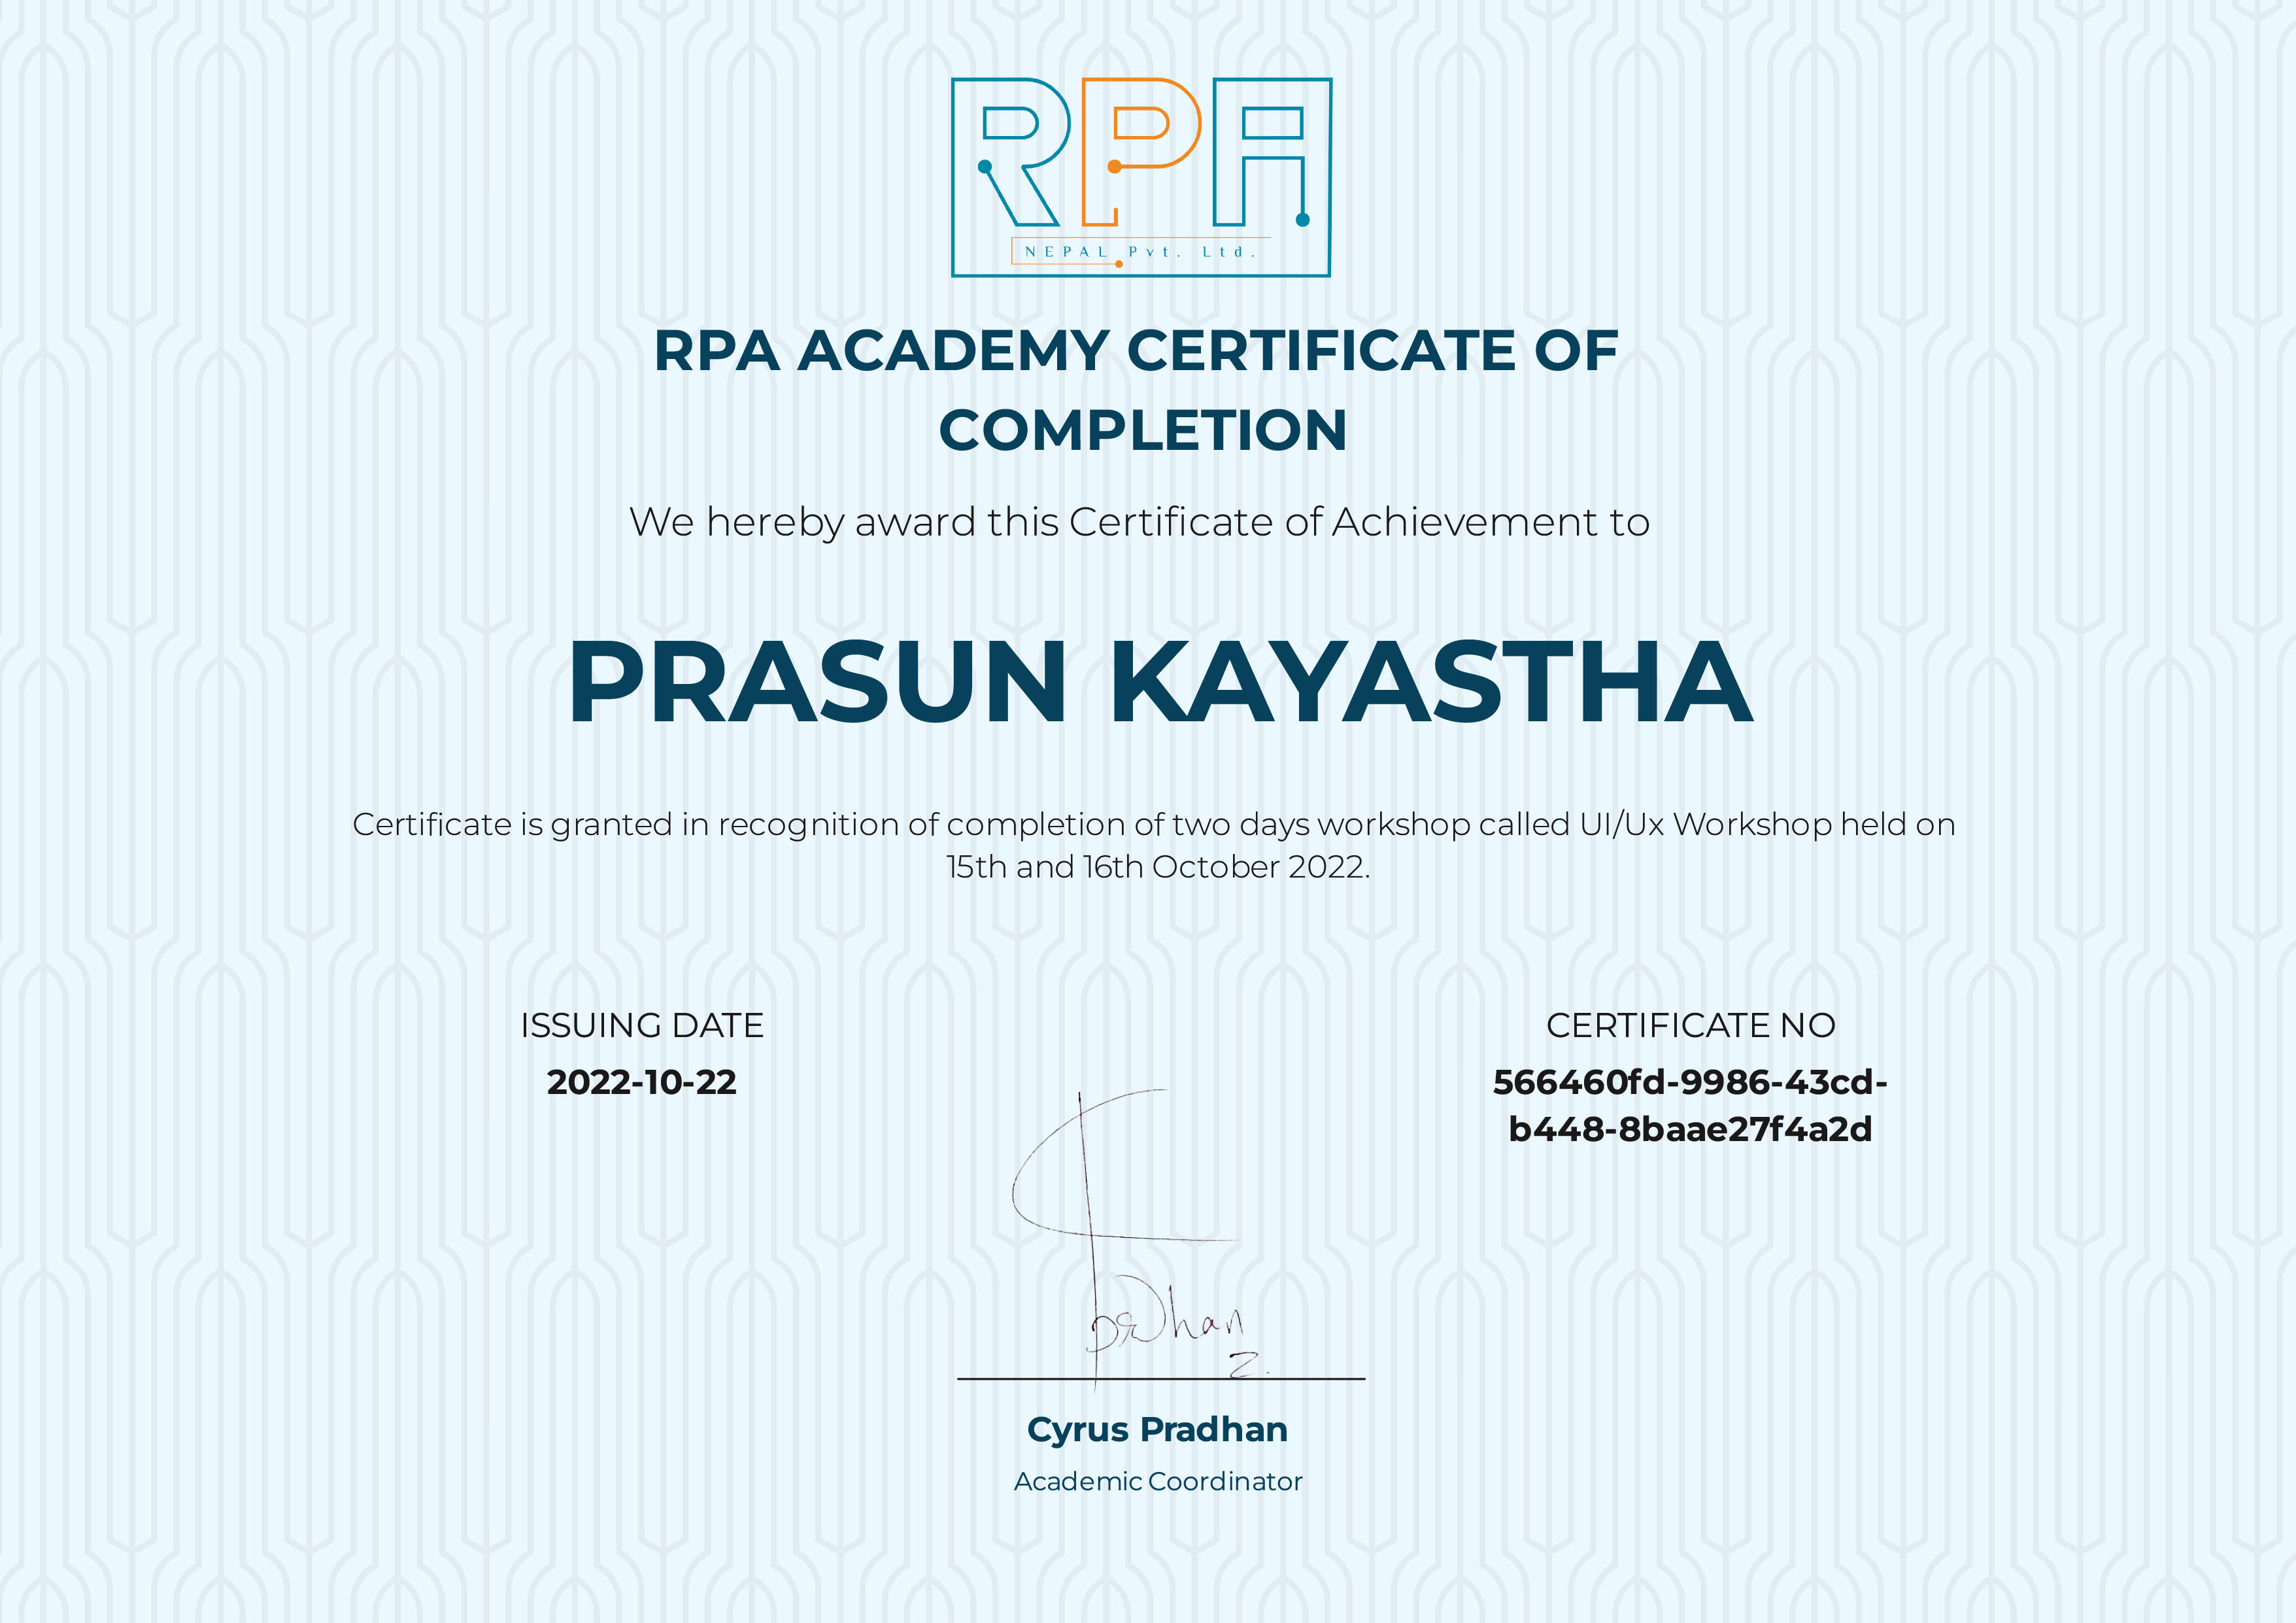 RPA
NEPAL Pvt. Ltd.
RPA ACADEMY CERTIFICATE OF
COMPLETION
We hereby award this Certificate of Achievement to
PRASUN KAYASTHA
Certificate is granted in recognition of completion of two days workshop called UI/Ux Workshop held on
15th and 16th October 2022.
ISSUING DATE
2022-10-22
CERTIFICATE NO
566460fd-9986-43cd-
b448-8baae27f4a2d
Pradhan
Cyrus Pradhan
Academic Coordinator